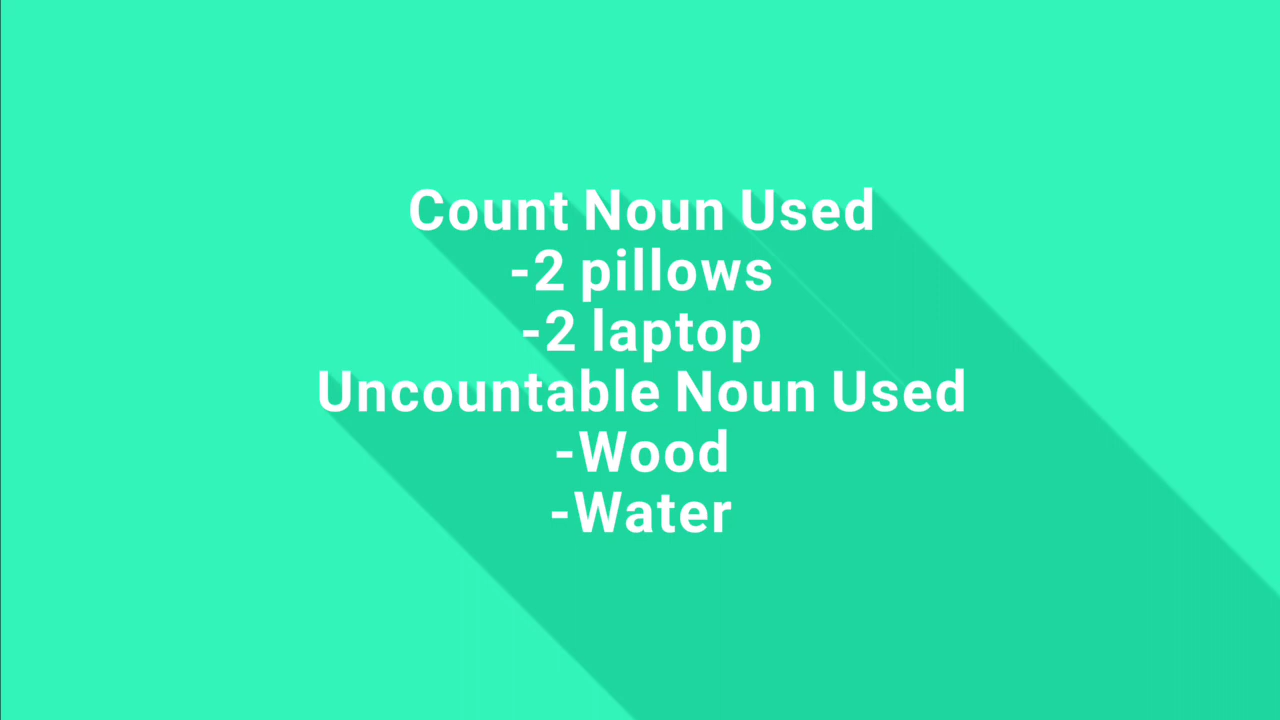 Count Noun Used
-2 pillows
-2 laptop
Uncountable Noun Used
-Wood
-Water